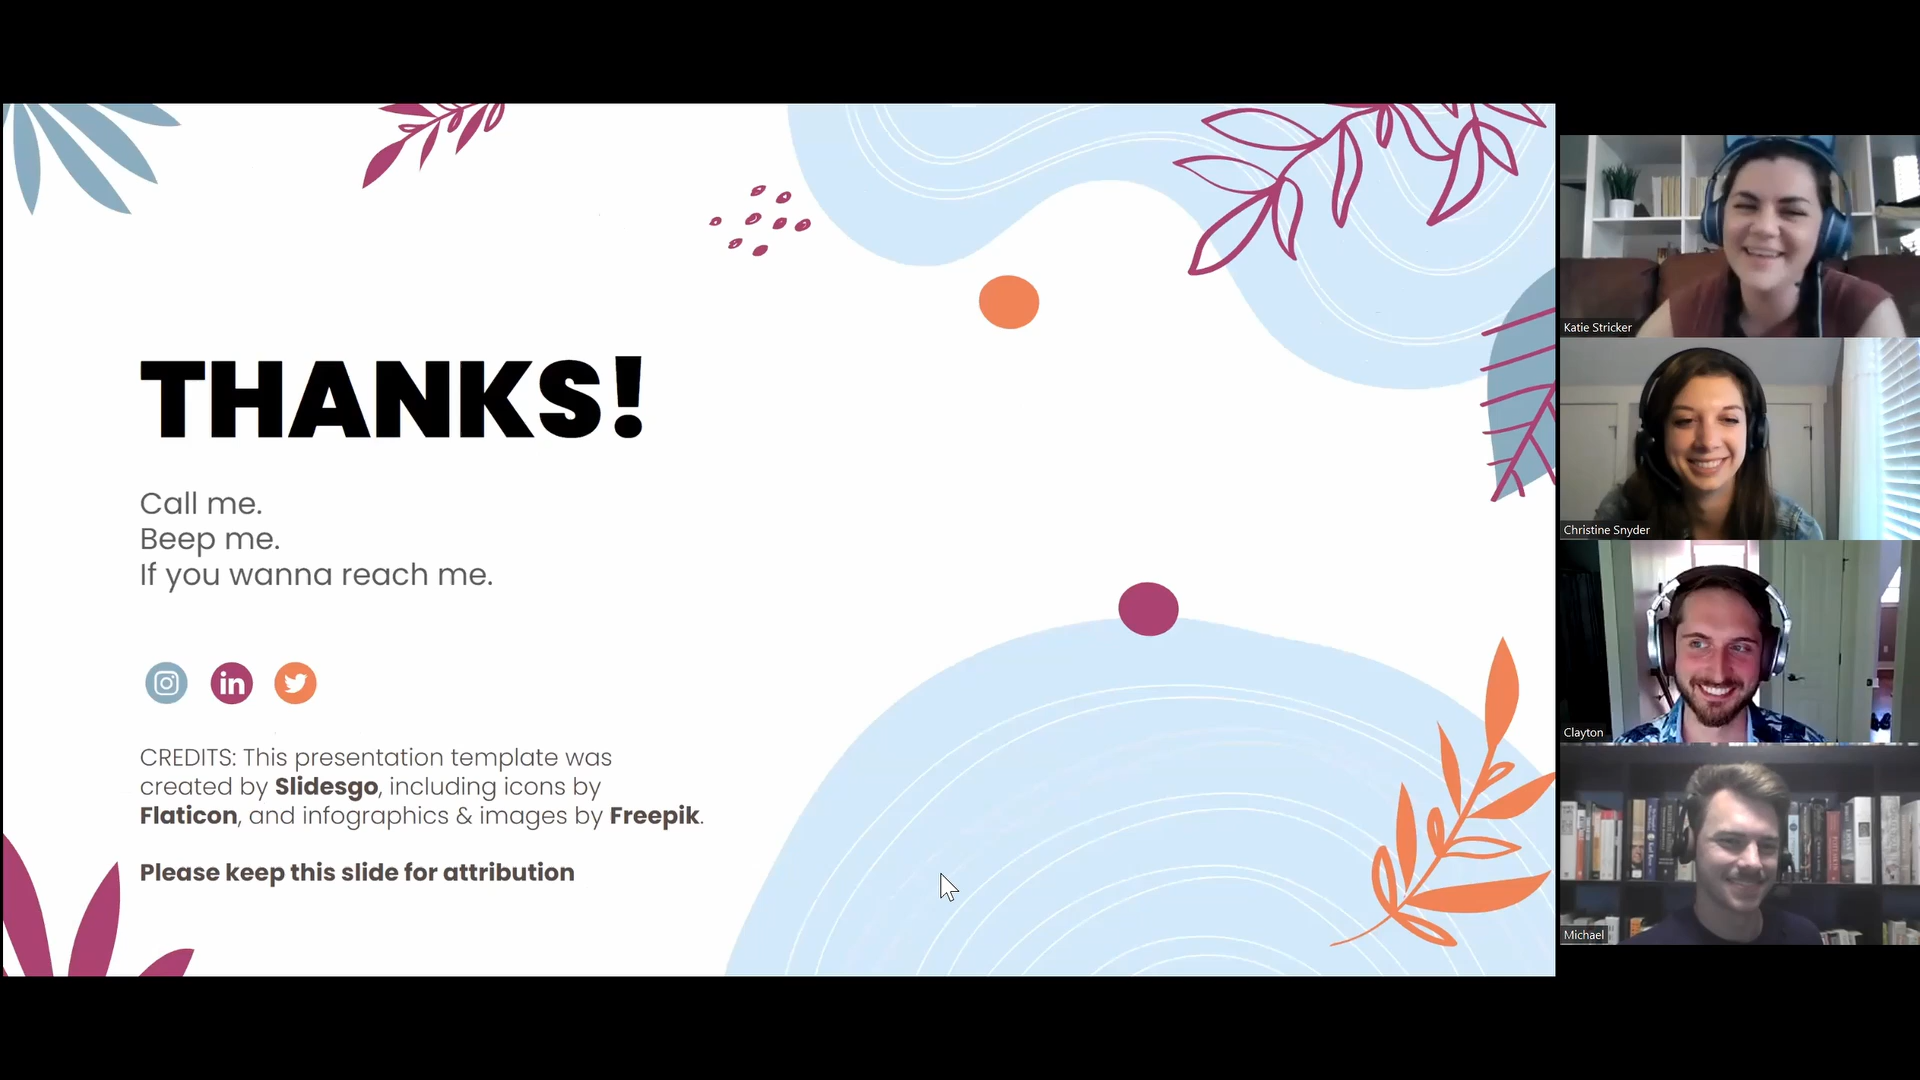 THANKS!
Call me.
Beep me.
If you wanna reach me.
in
CREDITS: This presentation template was
created by Slidesgo, including icons by
Flaticon, and infographics & images by Freepik.
Please keep this slide for attribution
Katie Stricker
Christine Snyder
Clayton
Michael